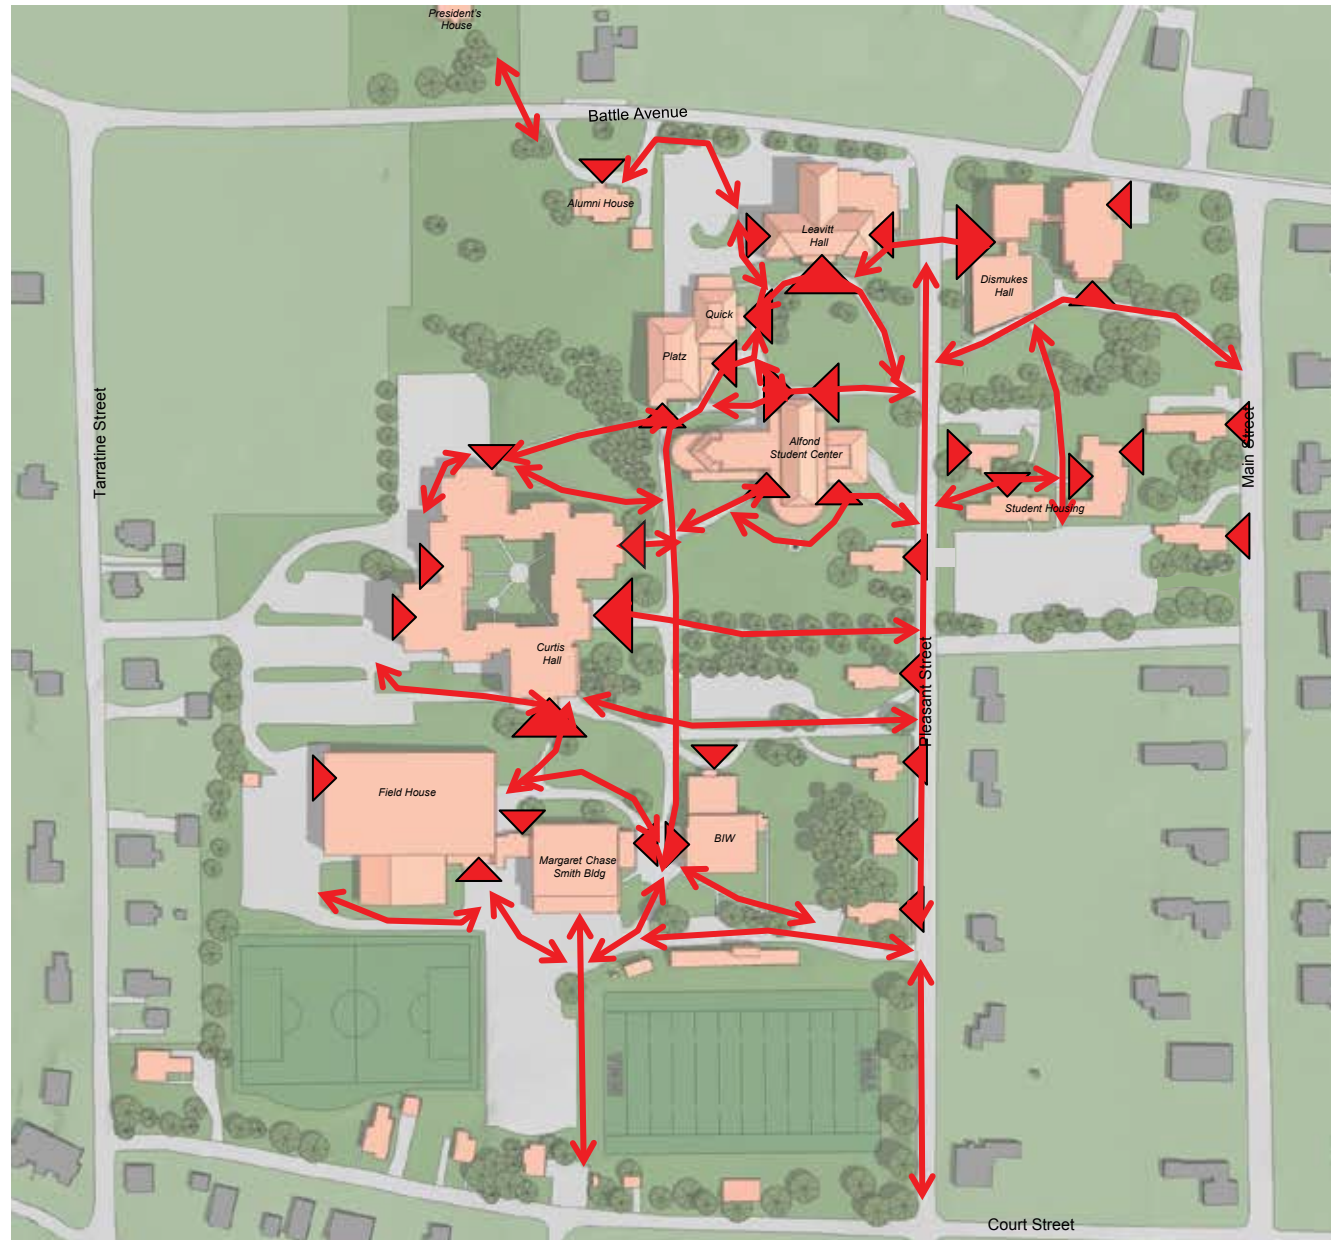 President's
House
Battle Avenue
Alumni House
Leavitt
Hall
Dismukes
Hall
Quick
Platz
Tarratine Street
Alfond
Student Center
Main Street
Student Housing
Curtis
Hall
Pleasant Street
Field House
BIW
Margaret Chase
Smith Bldg
Court Street